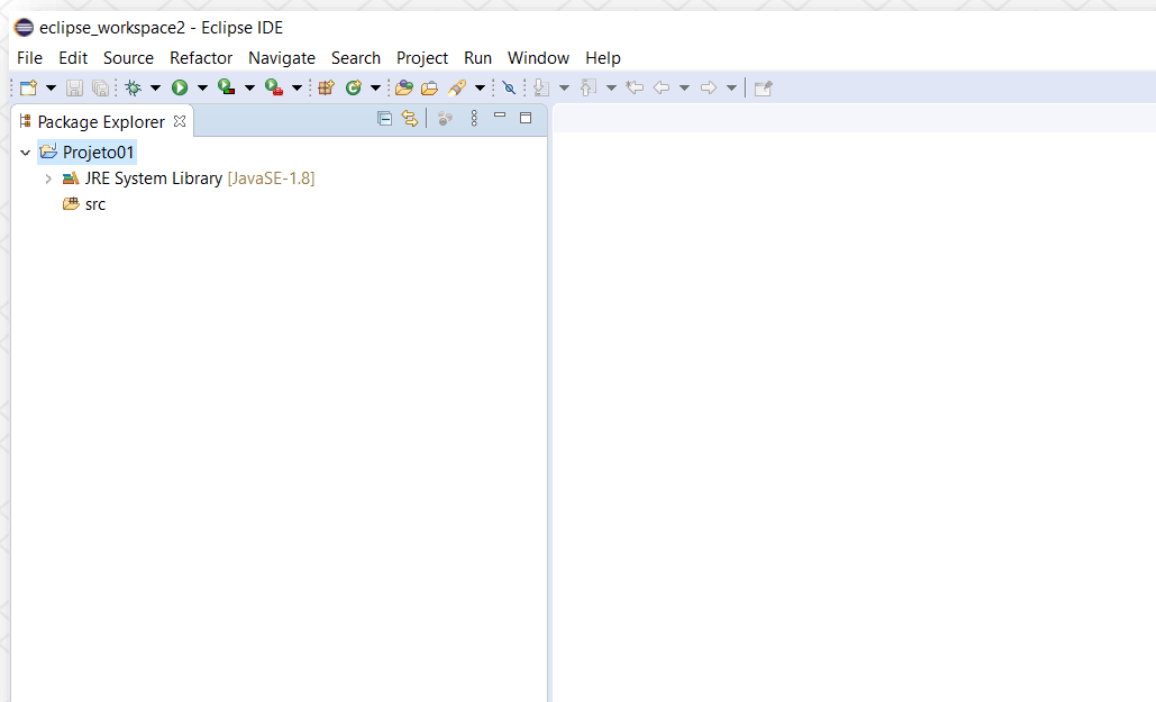 eclipse_workspace2 - Eclipse IDE
File Edit Source Refactor Navigate Search Project Run Window Help
Package Explorer
Projeto01
JRE System Library [JavaSE-1.8]
src